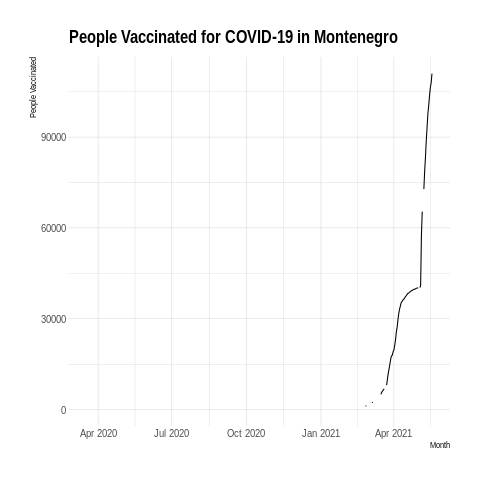 People Vaccinated for COVID-19 in Montenegro
People Vaccinated
90000
60000
30000
0
Apr 2020 Jul 2020 Oct 2020 Jan 2021 Apr 2021
Month